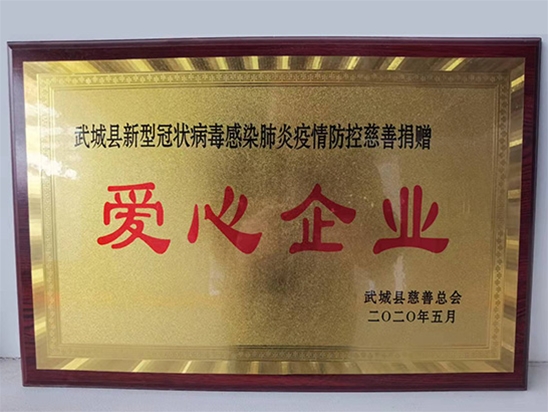 武城县新型冠状病毒感染肺炎疫情防控慈善捐赠
爱心企业
武城县慈善总会
二〇二〇年五月